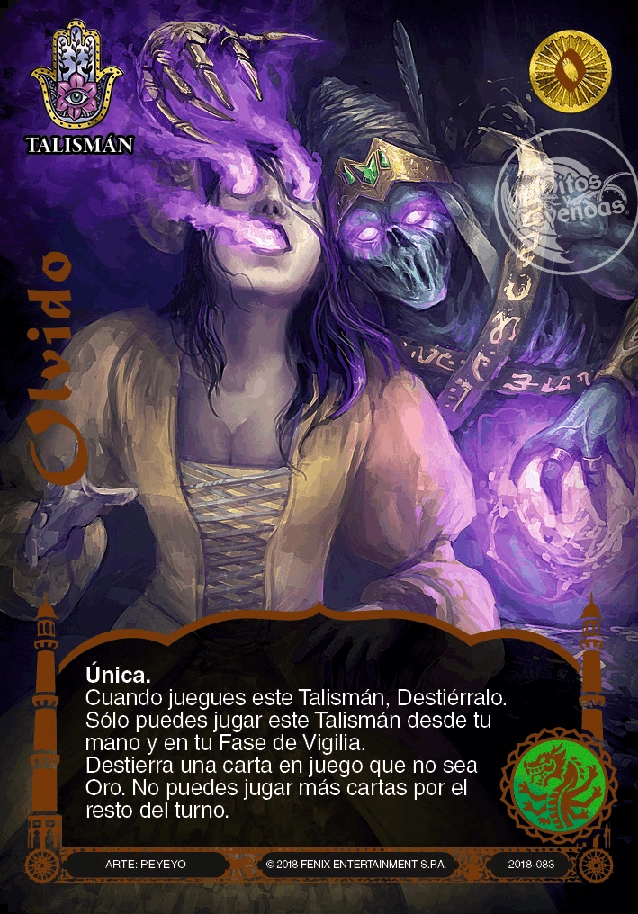 TALISMÁN
Mitos
Leyendas
Olvido
Única.
Cuando juegues este Talismán, Destiérralo.
Sólo puedes jugar este Talismán desde tu
mano y en tu Fase de Vigilia.
Destierra una carta en juego que no sea
Oro. No puedes jugar más cartas por el
resto del turno.
ARTE: PEYEYO
© 2018 FENIX ENTERTAINMENT S.P.A.
2018-083